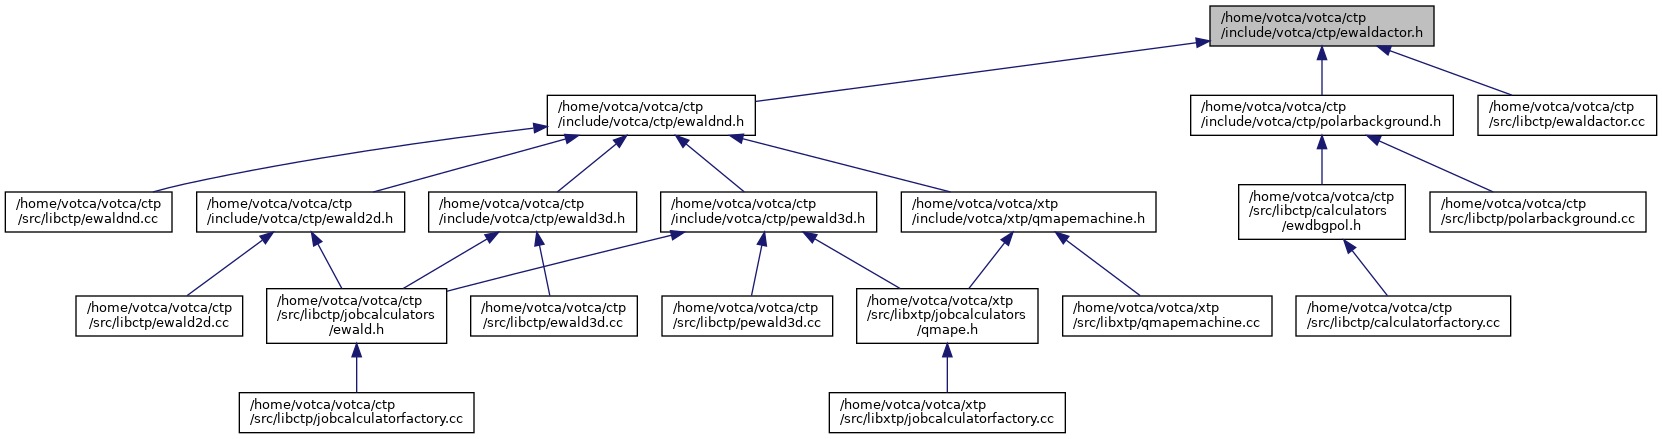 /home/votca/votca/ctp
/include/votca/ctp/ewaldactor.h
/home/votca/votca/ctp
/include/votca/ctp/ewaldnd.h
/home/votca/votca/ctp
/include/votca/ctp/polarbackground.h
/home/votca/votca/ctp
/src/libctp/ewaldactor.cc
/home/votca/votca/ctp
/src/libctp/ewaldnd.cc
/home/votca/votca/ctp
/include/votca/ctp/ewald2d.h
/home/votca/votca/ctp
/include/votca/ctp/ewald3d.h
/home/votca/votca/ctp
/include/votca/ctp/pewald3d.h
/home/votca/votca/xtp
/include/votca/xtp/qmapemachine.h
/home/votca/votca/ctp
/src/libctp/calculators
/ewdbgpol.h
/home/votca/votca/ctp
/src/libctp/polarbackground.cc
/home/votca/votca/ctp
/src/libctp/ewald2d.cc
/home/votca/votca/ctp
/src/libctp/jobcalculators
/ewald.h
/home/votca/votca/ctp
/src/libctp/ewald3d.cc
/home/votca/votca/ctp
/src/libctp/pewald3d.cc
/home/votca/votca/xtp
/src/libxtp/jobcalculators
/qmape.h
/home/votca/votca/xtp
/src/libxtp/qmapemachine.cc
/home/votca/votca/ctp
/src/libctp/calculatorfactory.cc
/home/votca/votca/ctp
/src/libctp/jobcalculatorfactory.cc
/home/votca/votca/xtp
/src/libxtp/jobcalculatorfactory.cc